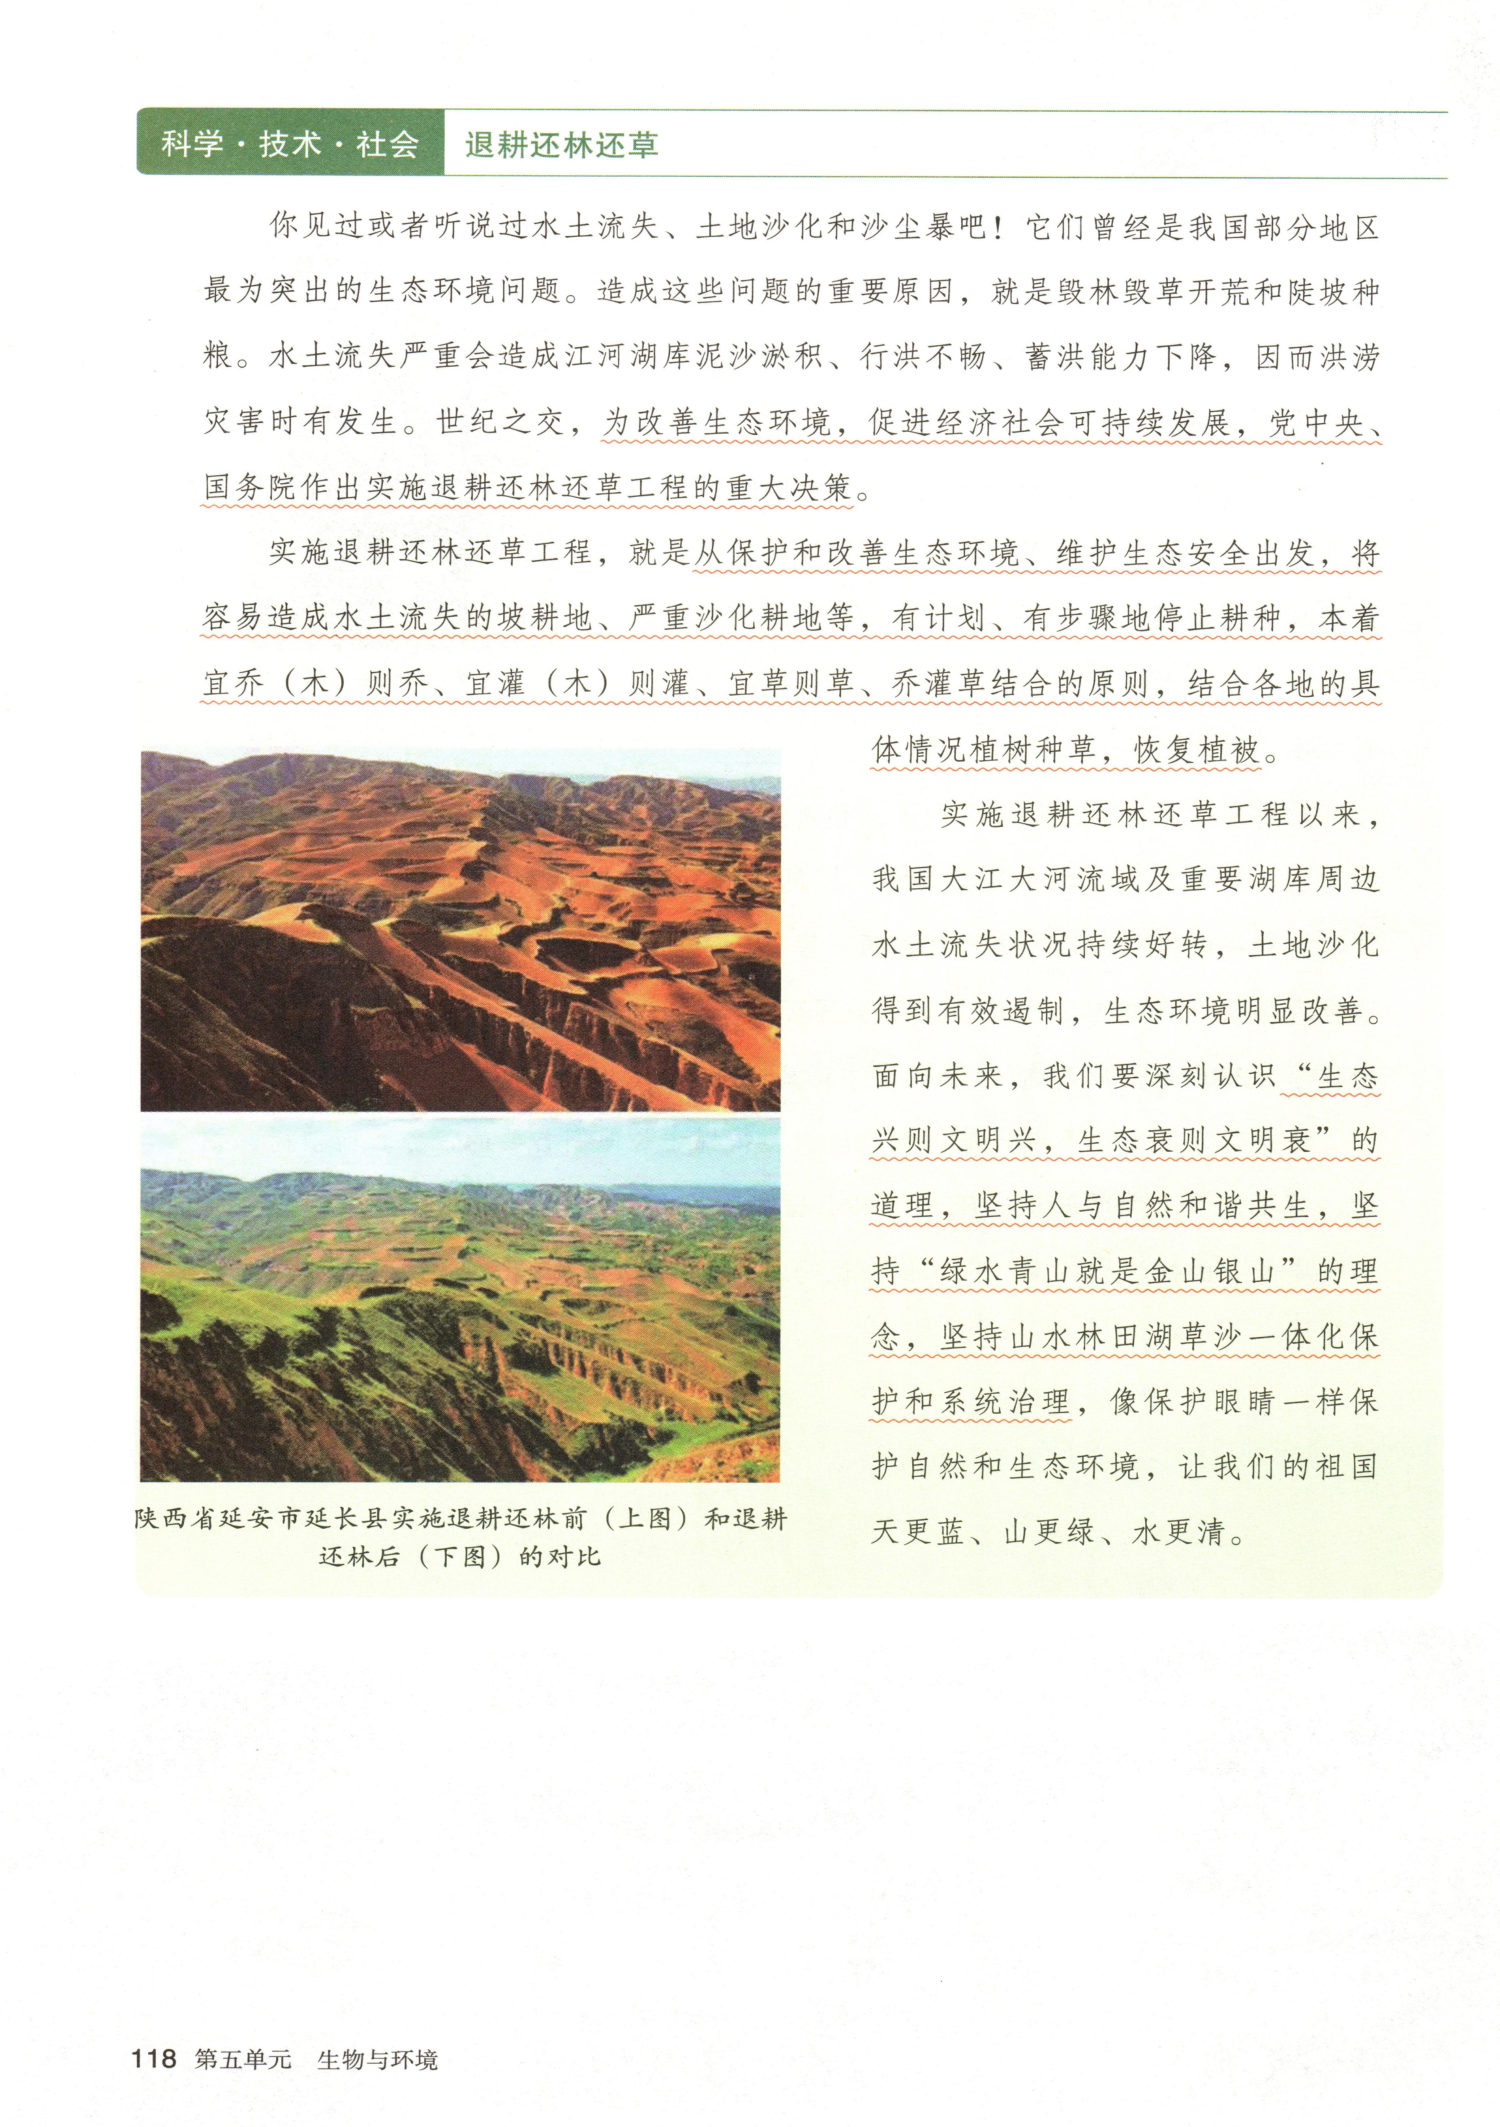 科学·技术·社会 退耕还林还草
你见过或者听说过水土流失、土地沙化和沙尘暴吧！它们曾经是我国部分地区
最为突出的生态环境问题。造成这些问题的重要原因，就是毁林毁草开荒和陡坡种
粮。水土流失严重会造成江河湖库泥沙淤积、行洪不畅、蓄洪能力下降，因而洪涝
灾害时有发生。世纪之交，为改善生态环境，促进经济社会可持续发展，党中央、
国务院作出实施退耕还林还草工程的重大决策。
实施退耕还林还草工程，就是从保护和改善生态环境、维护生态安全出发，将
容易造成水土流失的坡耕地、严重沙化耕地等，有计划、有步骤地停止耕种，本着
宜乔（木）则乔、宜灌（木）则灌、宜草则草、乔灌草结合的原则，结合各地的具
体情况植树种草，恢复植被。
实施退耕还林还草工程以来，
我国大江大河流域及重要湖库周边
水土流失状况持续好转，土地沙化
得到有效遏制，生态环境明显改善。
面向未来，我们要深刻认识“生态
兴则文明兴，生态衰则文明衰”的
道理，坚持人与自然和谐共生，坚
持“绿水青山就是金山银山”的理
念，坚持山水林田湖草沙一体化保
护和系统治理，像保护眼睛一样保
护自然和生态环境，让我们的祖国
天更蓝、山更绿、水更清。
陕西省延安市延长县实施退耕还林前（上图）和退耕
还林后（下图）的对比
118 第五单元 生物与环境